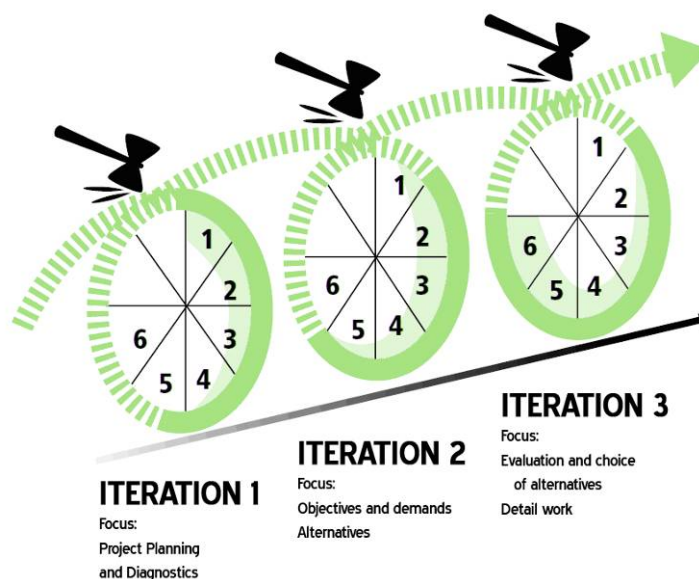 1
2
3
4
5
6
1
2
3
4
5
6
1
2
3
4
5
6
ITERATION 1
Focus:
Project Planning
and Diagnostics
ITERATION 2
Focus:
Objectives and demands
Alternatives
ITERATION 3
Focus:
Evaluation and choice
of alternatives
Detail work